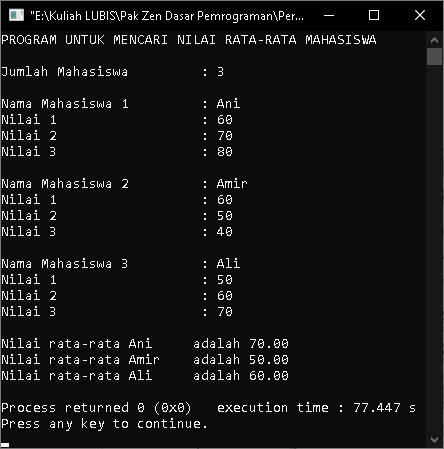 "E:\Kuliah LUBIS\Pak Zen Dasar Pemrograman\Per...
PROGRAM UNTUK MENCARI NILAI RATA-RATA MAHASISWA
Jumlah Mahasiswa : 3
Nama Mahasiswa 1 : Ani
Nilai 1 : 60
Nilai 2 : 70
Nilai 3 : 80
Nama Mahasiswa 2 : Amir
Nilai 1 : 60
Nilai 2 : 50
Nilai 3 : 40
Nama Mahasiswa 3 : Ali
Nilai 1 : 50
Nilai 2 : 60
Nilai 3 : 70
Nilai rata-rata Ani adalah 70.00
Nilai rata-rata Amir adalah 50.00
Nilai rata-rata Ali adalah 60.00
Process returned 0 (0x0) execution time : 77.447 s
Press any key to continue.